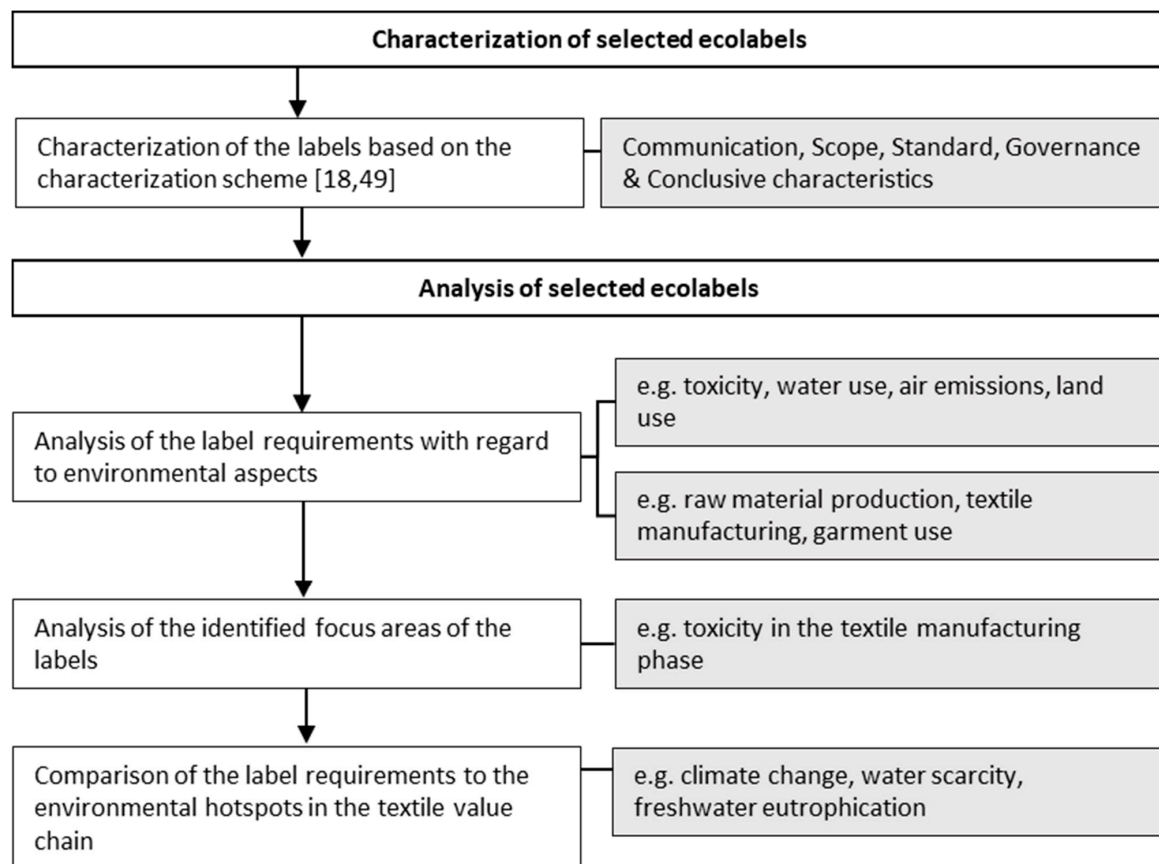 Characterization of selected ecolabels
Characterization of the labels based on the
characterization scheme [18,49]
Communication, Scope, Standard, Governance
& Conclusive characteristics
Analysis of selected ecolabels
Analysis of the label requirements with regard
to environmental aspects
e.g. toxicity, water use, air emissions, land
use
e.g. raw material production, textile
manufacturing, garment use
Analysis of the identified focus areas of the
labels
e.g. toxicity in the textile manufacturing
phase
Comparison of the label requirements to the
environmental hotspots in the textile value
chain
e.g. climate change, water scarcity,
freshwater eutrophication